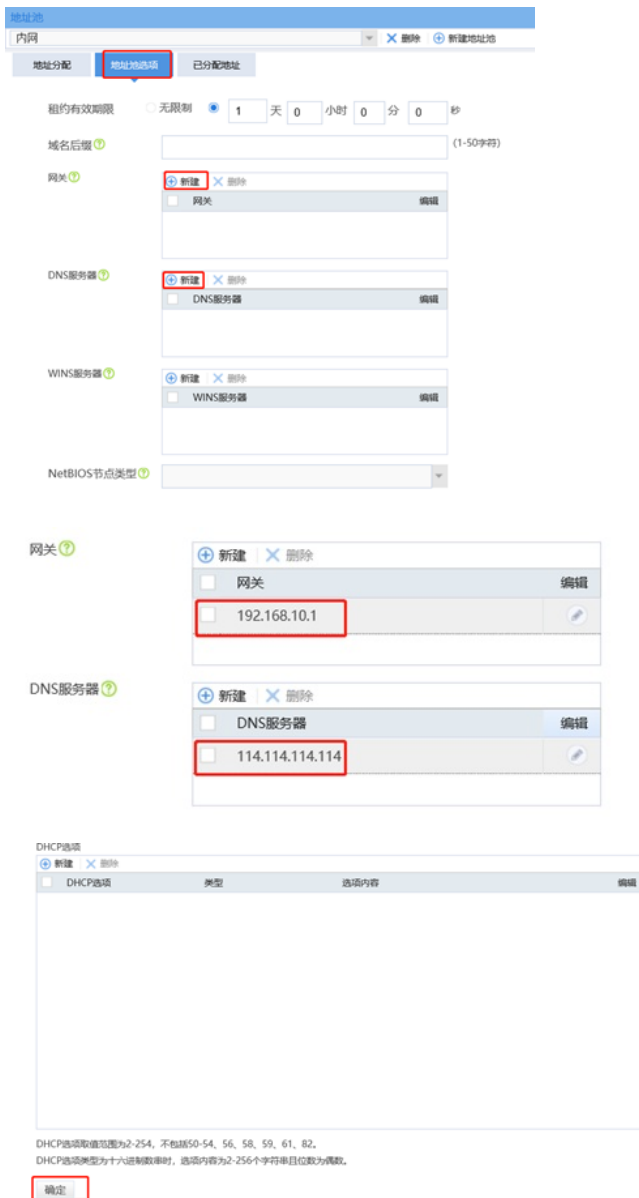 地址池
内网 删除 新建地址池
地址分配 地址池选项 已分配地址
租约有效期限 无限制 1 天 0 小时 0 分 0 秒
域名后缀 (1-50字符)
网关 新建 删除
网关 编辑
DNS服务器 新建 删除
DNS服务器 编辑
WINS服务器 新建 删除
WINS服务器 编辑
NetBIOS节点类型
网关 新建 删除
网关 编辑
192.168.10.1
DNS服务器 新建 删除
DNS服务器 编辑
114.114.114.114
DHCP选项
新建 删除
DHCP选项 类型 选项内容 编辑
DHCP选项取值范围为2-254，不包括50-54、56、58、59、61、82。
DHCP选项类型为十六进制数串时，选项内容为2-256个字符串且位数为偶数。
确定